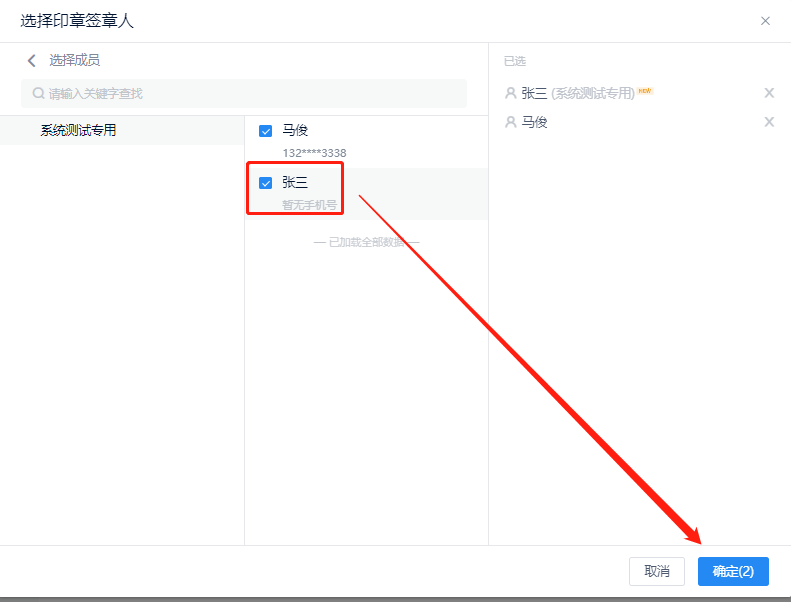 选择印章签章人
选择成员
请输入关键字查找
系统测试专用
马俊
132****3338
张三
暂无手机号
— 已加载全部数据 —
已选
张三 (系统测试专用) NEW
马俊
取消
确定(2)